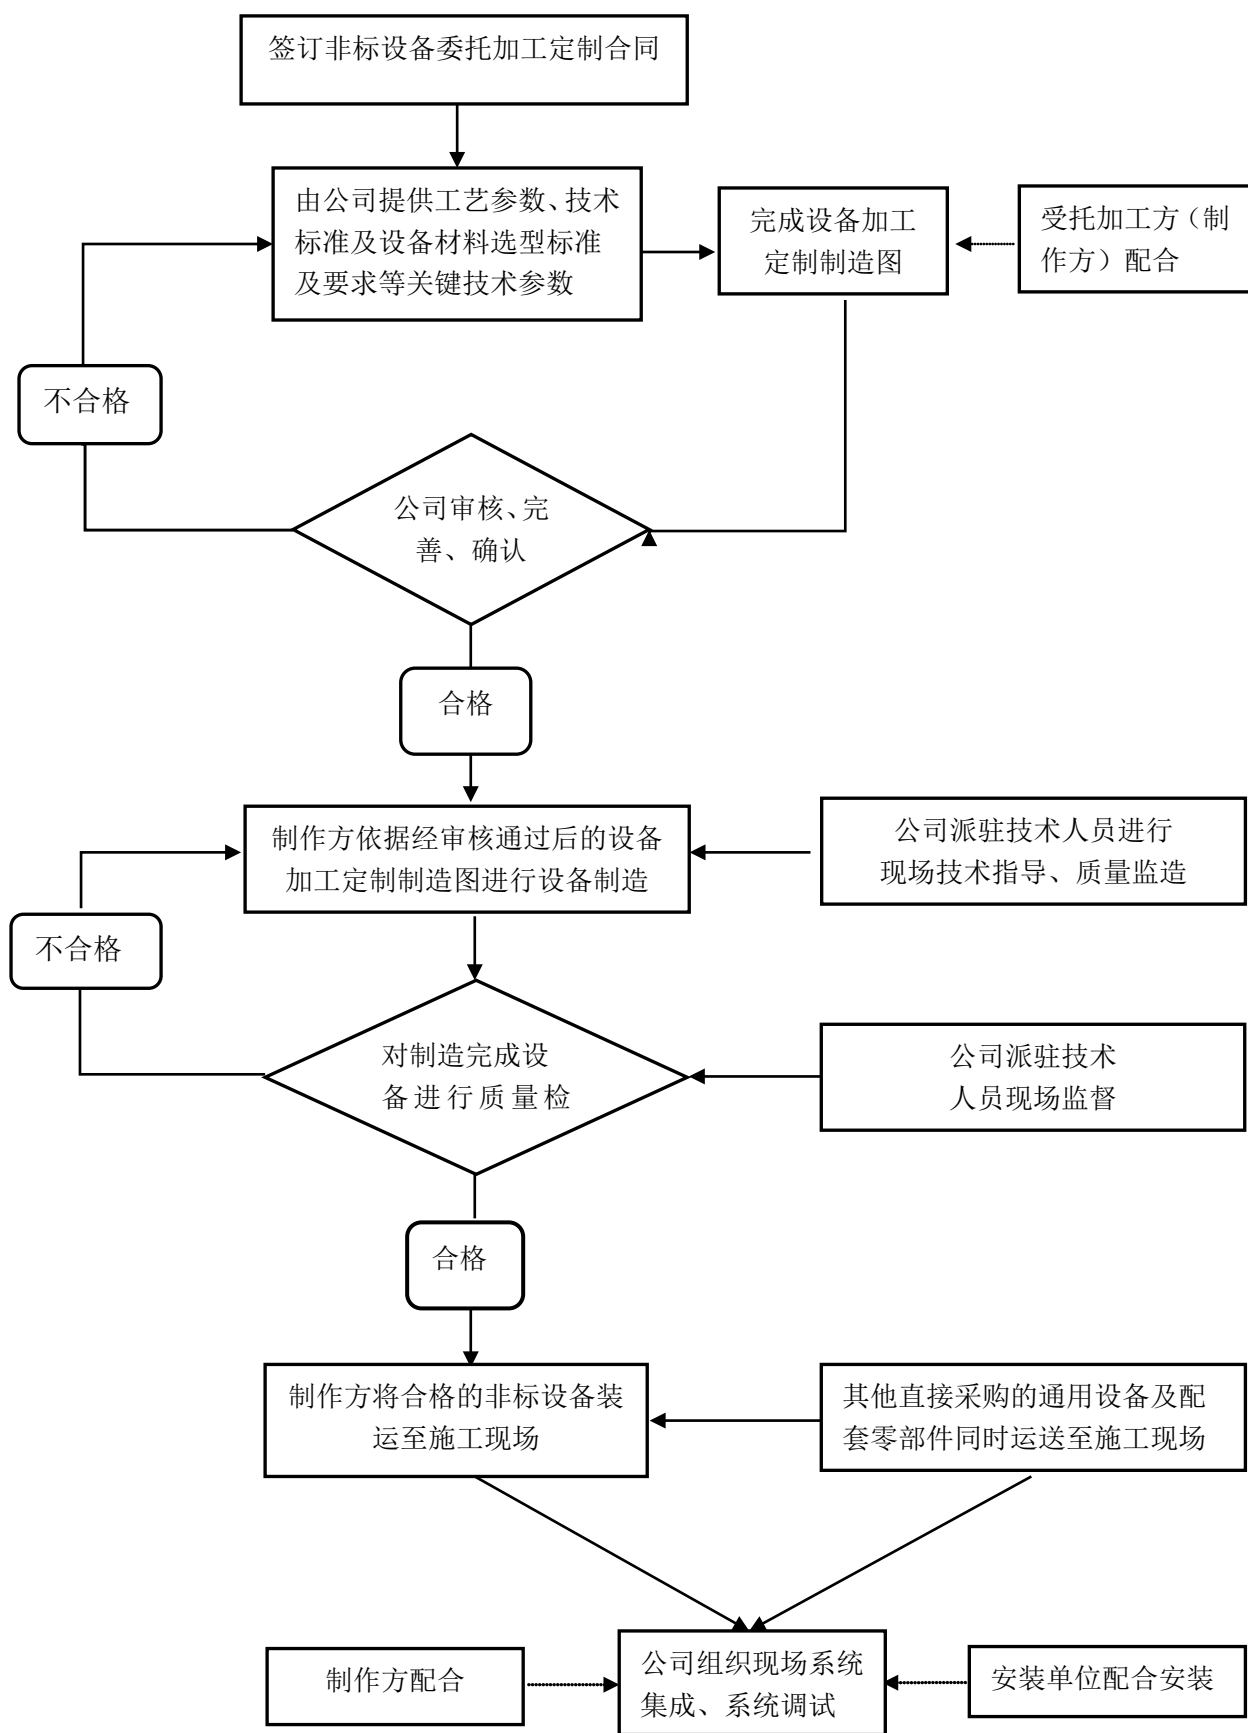 签订非标设备委托加工定制合同
由公司提供工艺参数、技术
标准及设备材料选型标准
及要求等关键技术参数
完成设备加工
定制制造图
受托加工方（制
作方）配合
不合格
公司审核、完
善、确认
合格
制作方依据经审核通过后的设备
加工定制制造图进行设备制造
公司派驻技术人员进行
现场技术指导、质量监造
不合格
对制造完成设
备进行质量检
公司派驻技术
人员现场监督
合格
制作方将合格的非标设备装
运至施工现场
其他直接采购的通用设备及配
套零部件同时运送至施工现场
制作方配合
公司组织现场系统
集成、系统调试
安装单位配合安装